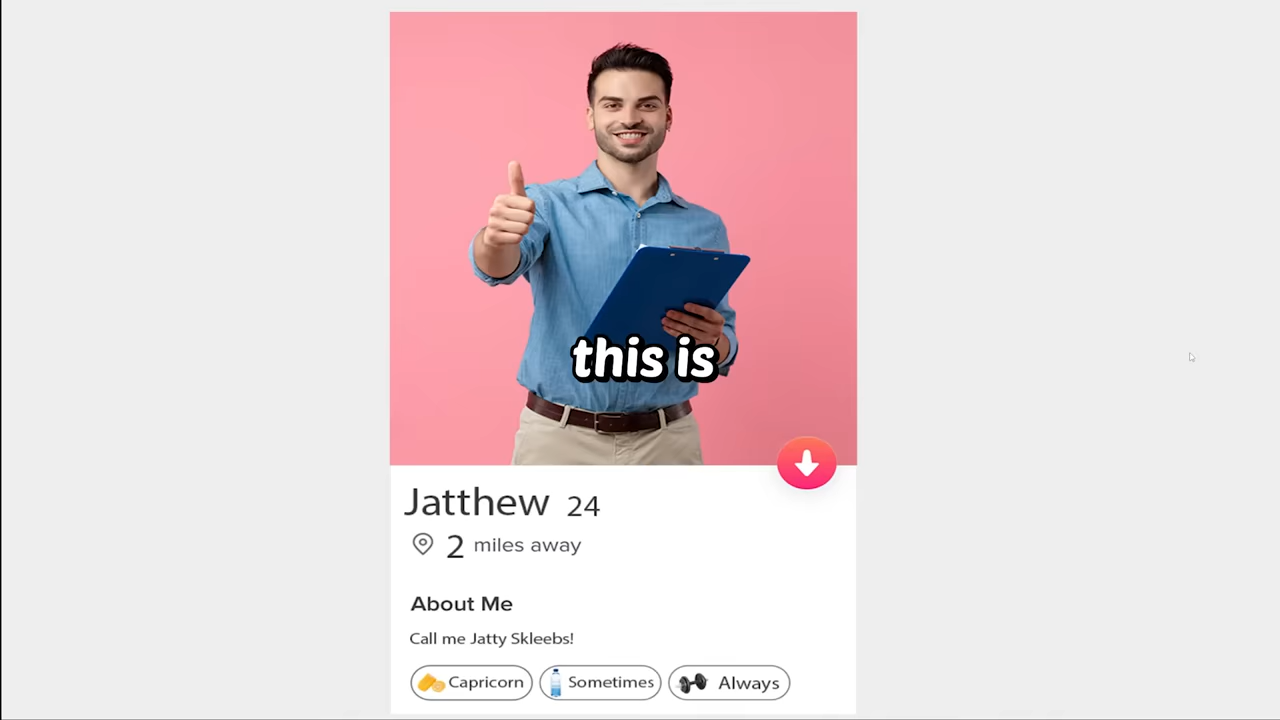 this is
Jatthew 24
2 miles away
About Me
Call me Jatty Skleebs!
Capricorn Sometimes Always